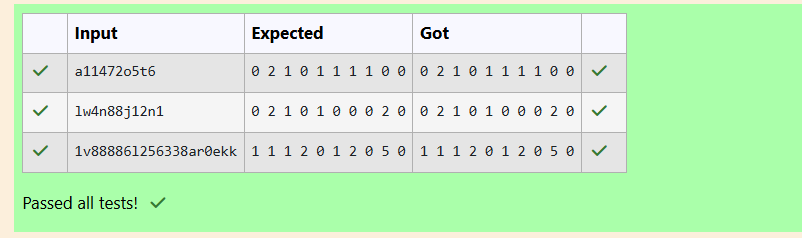 Input Expected Got
a11472o5t6 0 2 1 0 1 1 1 1 0 0 0 2 1 0 1 1 1 1 0 0
lw4n88j12n1 0 2 1 0 1 0 0 0 2 0 0 2 1 0 1 0 0 0 2 0
1v88886l256338ar0ekk 1 1 1 2 0 1 2 0 5 0 1 1 1 2 0 1 2 0 5 0
Passed all tests!